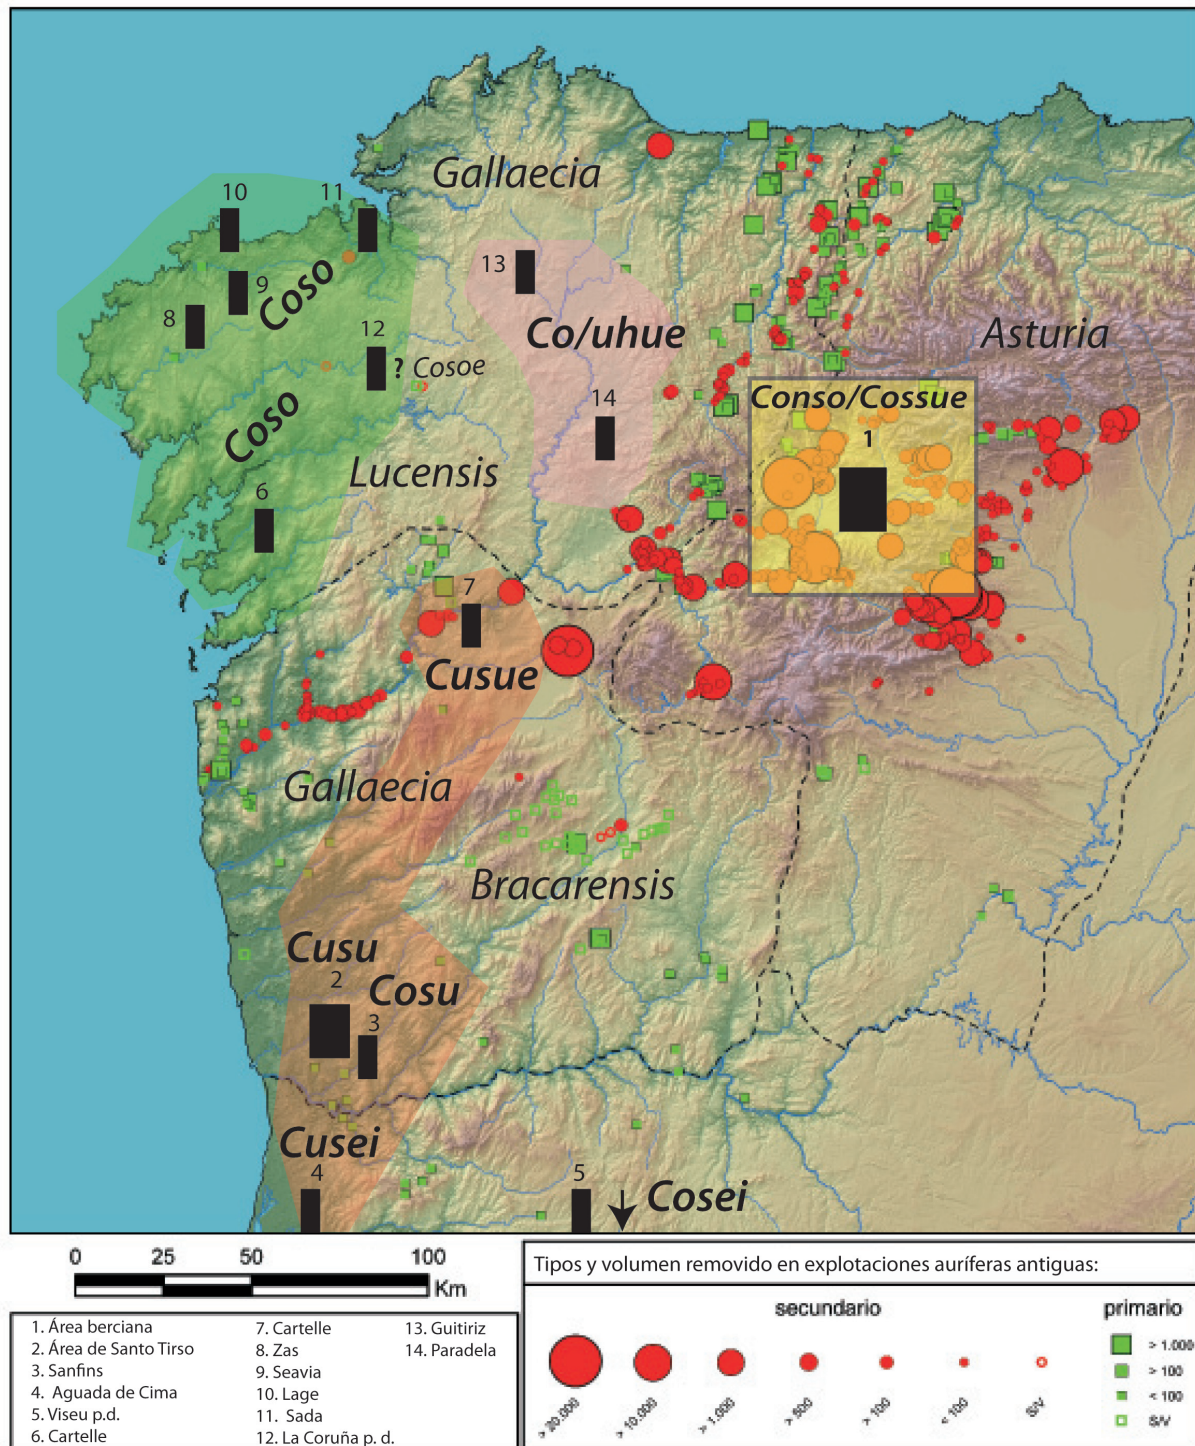 Gallaecia
10
11
13
9
Coso
8
Co/uhue
Asturia
12
? Cosoe
Conso/Cossue
1
14
Coso
Lucensis
6
7
Cusue
Gallaecia
Bracarensis
Cusu
2
Cosu
3
Cusei
4
5
Cosei
0 25 50 100
Km
1. Área berciana
2. Área de Santo Tirso
3. Sanfins
4. Aguada de Cima
5. Viseu p.d.
6. Cartelle
7. Cartelle
8. Zas
9. Seavia
10. Lage
11. Sada
12. La Coruña p. d.
13. Guitiriz
14. Paradela
Tipos y volumen removido en explotaciones auríferas antiguas:
secundario
> 20.000
> 10.000
> 1.000
> 500
> 100
< 100
S/V
primario
> 1.000
> 100
< 100
S/V